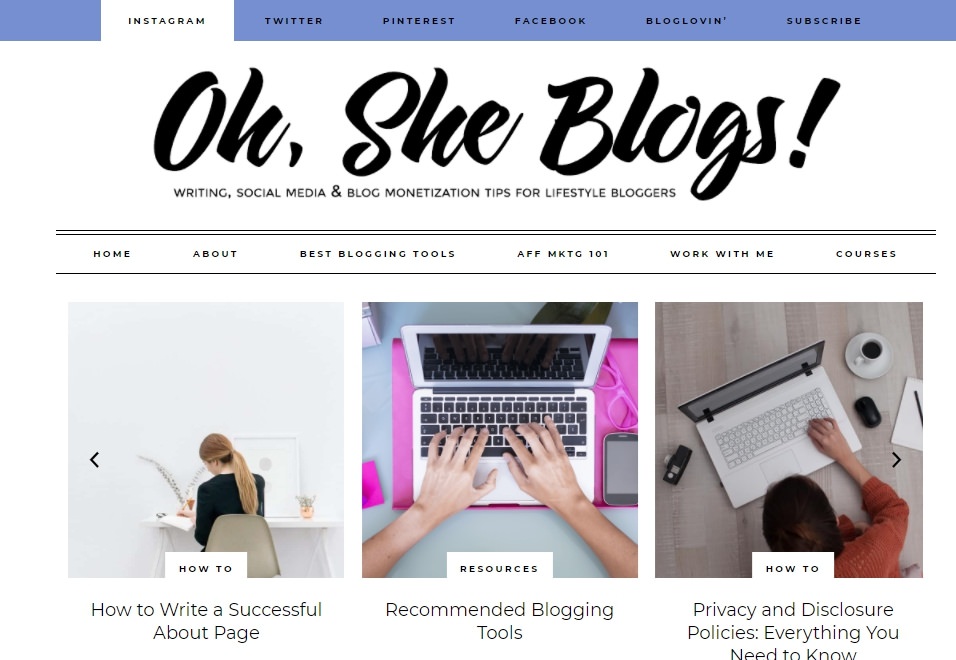 INSTAGRAM TWITTER PINTEREST FACEBOOK BLOGLOVIN' SUBSCRIBE
Oh, She Blogs!
WRITING, SOCIAL MEDIA & BLOG MONETIZATION TIPS FOR LIFESTYLE BLOGGERS
HOME ABOUT BEST BLOGGING TOOLS AFF MKTG 101 WORK WITH ME COURSES
HOW TO
How to Write a Successful
About Page
RESOURCES
Recommended Blogging
Tools
HOW TO
Privacy and Disclosure
Policies: Everything You
Need to Know